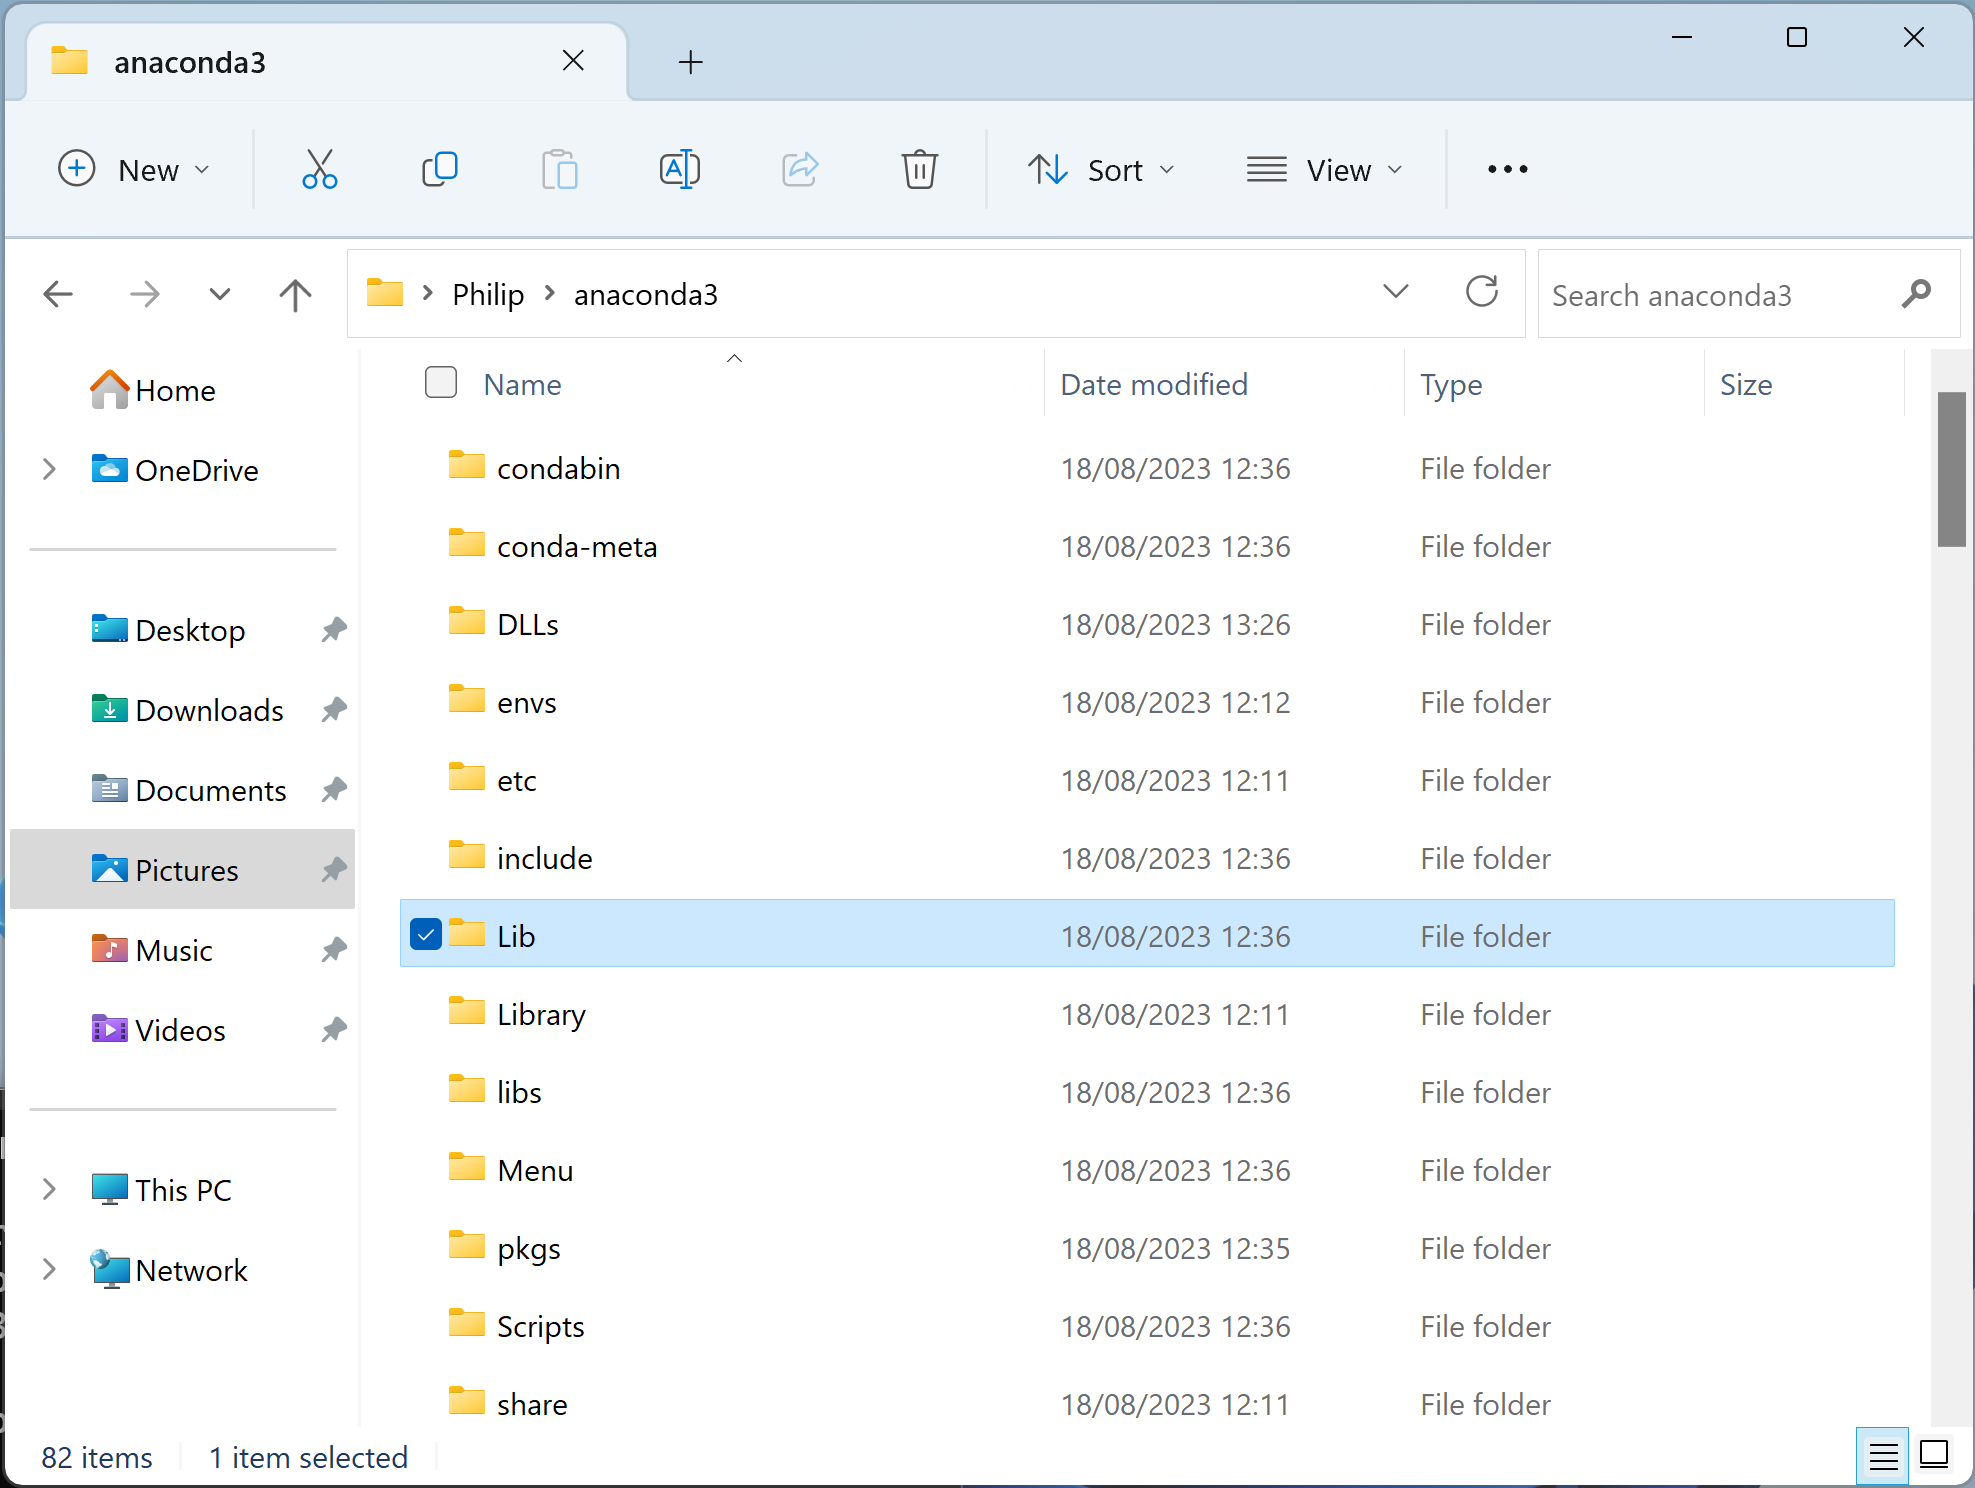 anaconda3
New
Sort
View
Philip
anaconda3
Search anaconda3
Home
OneDrive
Desktop
Downloads
Documents
Pictures
Music
Videos
This PC
Network
Name Date modified Type Size
condabin 18/08/2023 12:36 File folder
conda-meta 18/08/2023 12:36 File folder
DLLs 18/08/2023 13:26 File folder
envs 18/08/2023 12:12 File folder
etc 18/08/2023 12:11 File folder
include 18/08/2023 12:36 File folder
Lib 18/08/2023 12:36 File folder
Library 18/08/2023 12:11 File folder
libs 18/08/2023 12:36 File folder
Menu 18/08/2023 12:36 File folder
pkgs 18/08/2023 12:35 File folder
Scripts 18/08/2023 12:36 File folder
share 18/08/2023 12:11 File folder
82 items 1 item selected